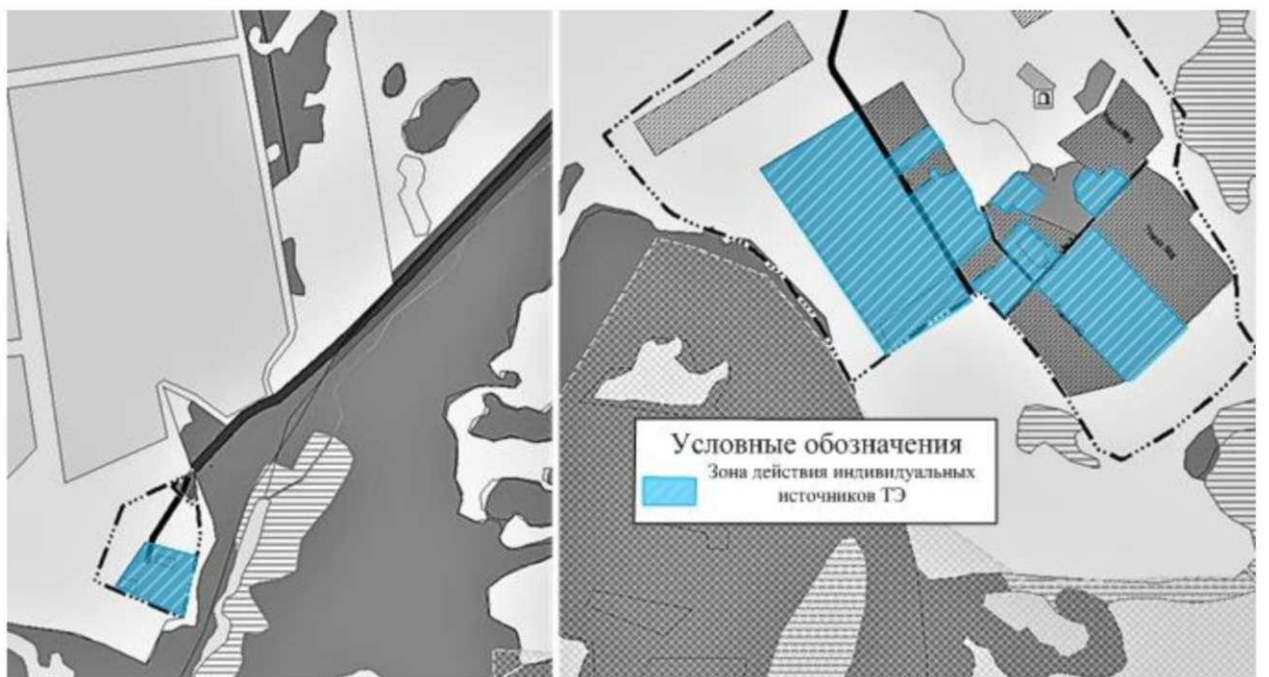 Условные обозначения
Зона действия индивидуальных
источников ТЭ